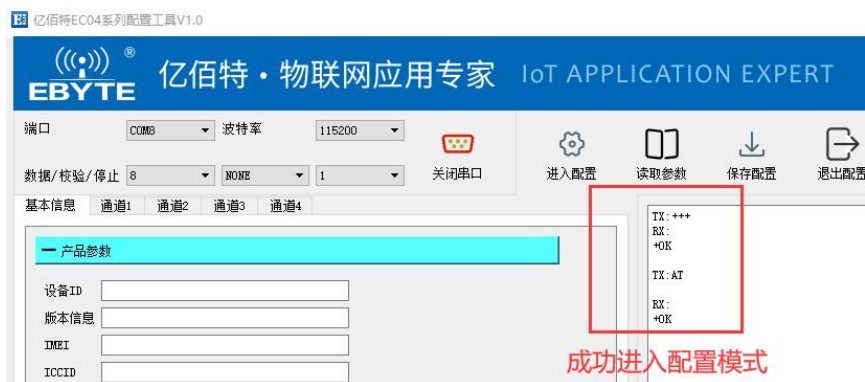 亿佰特EC04系列配置工具V1.0
EBYTE ® 亿佰特·物联网应用专家 IoT APPLICATION EXPERT
端口 COM8 波特率 115200
数据/校验/停止 8 NONE 1 关闭串口 进入配置 读取参数 保存配置 退出配置
基本信息 通道1 通道2 通道3 通道4
产品参数
设备ID
版本信息
IMEI
ICCID
TX:+++
RX:
+OK
TX:AT
RX:
+OK
成功进入配置模式